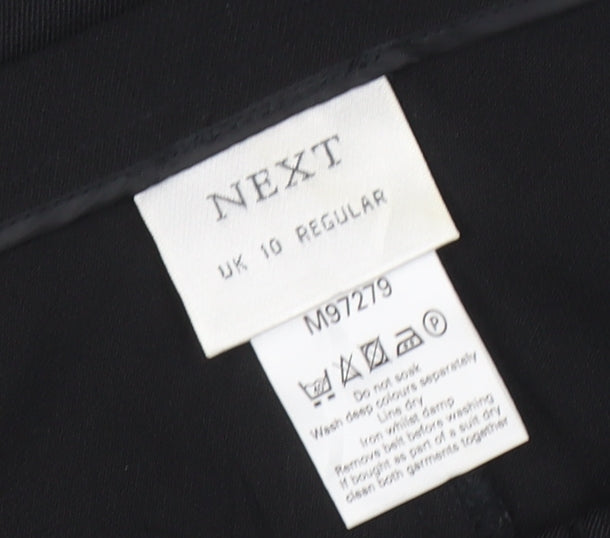 NEXT
UK 10 REGULAR
M97279
40
P
Do not soak
Wash deep colours separately
Line dry
Iron whilst damp
Remove belt before washing
If bought as part of a suit dry
clean both garments together